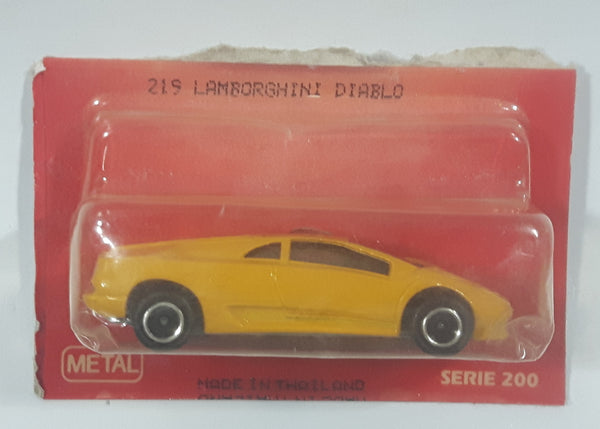 219 LAMBORGHINI DIABLO
METAL
SERIE 200
MADE IN THAILAND